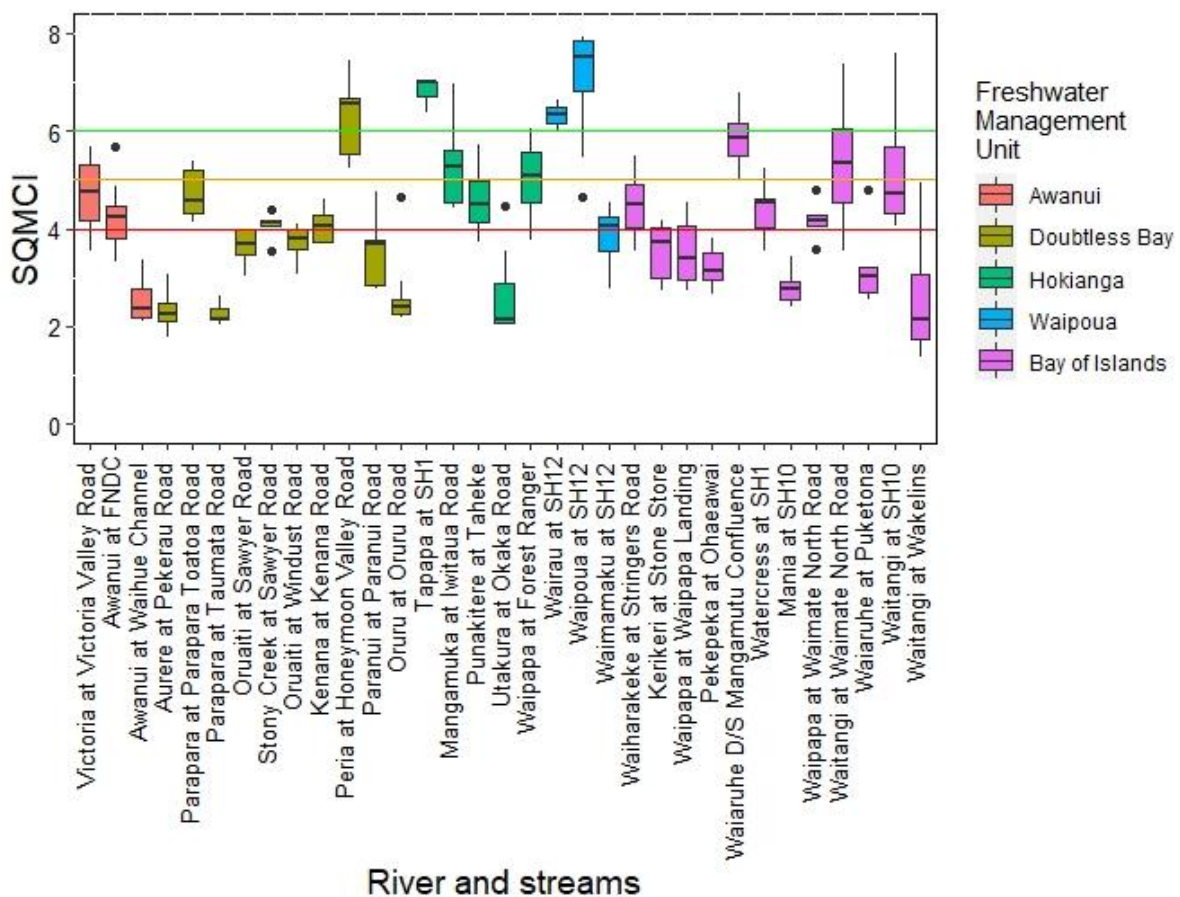 SQMCI
8
6
4
2
0
Victoria at Victoria Valley Road
Awanui at FNDC
Awanui at Waihue Channel
Aurere at Pekerau Road
Parapara at Parapara Toatoa Road
Parapara at Taumata Road
Oruaiti at Sawyer Road
Stony Creek at Sawyer Road
Oruaiti at Windust Road
Kenana at Kenana Road
Peria at Honeymoon Valley Road
Paranui at Paranui Road
Oruru at Oruru Road
Tapapa at SH1
Mangamuka at Iwitaua Road
Punakitere at Taheke
Utakura at Okaka Road
Waipapa at Forest Ranger
Wairau at SH12
Waipoua at SH12
Waimamaku at SH12
Waiharakeke at Stringers Road
Kerikeri at Stone Store
Waipapa at Waipapa Landing
Pekepeka at Ohaeawai
Waiaruhe D/S Mangamutu Confluence
Watercress at SH1
Mania at SH10
Waipapa at Waimate North Road
Waitangi at Waimate North Road
Waiaruhe at Puketona
Waitangi at SH10
Waitangi at Wakelins
River and streams
Freshwater
Management
Unit
Awanui
Doubtless Bay
Hokianga
Waipoua
Bay of Islands